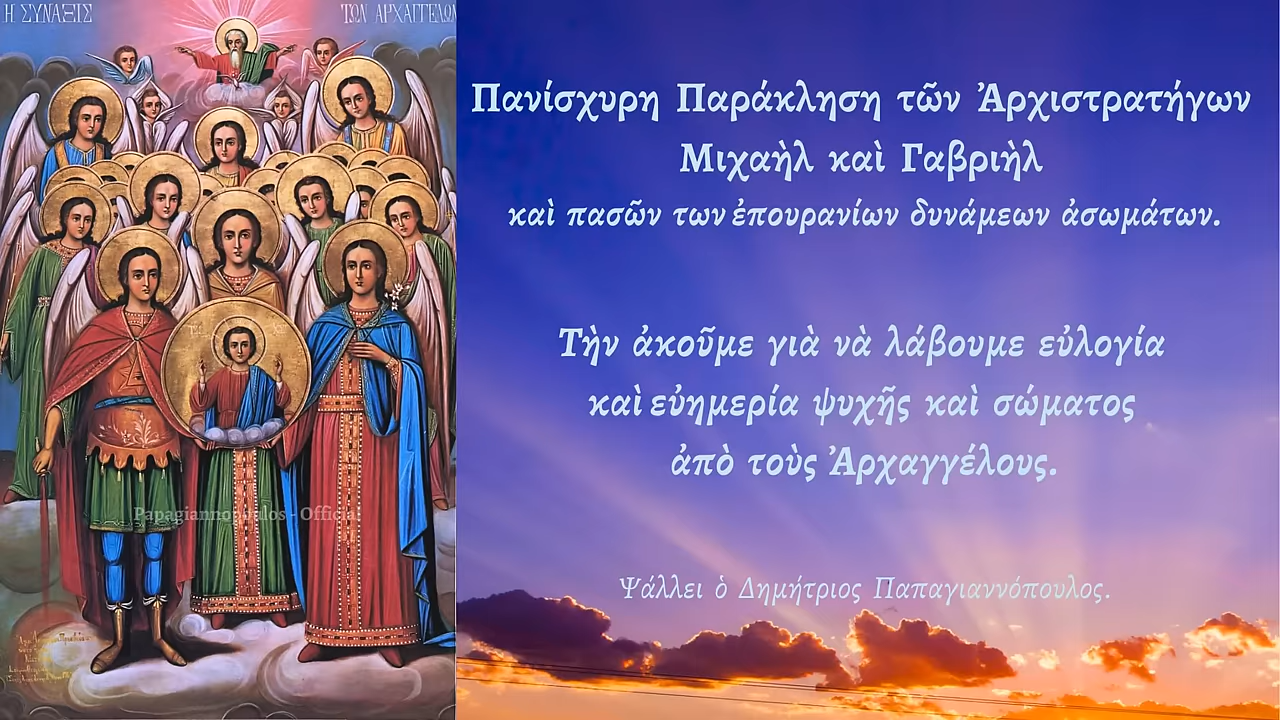 Η ΣΥΝΑΞΙΣ ΤΩΝ ΑΡΧΑΓΓΕΛΩΝ
Πανίσχυρη Παράκληση τῶν Ἀρχιστρατήγων
Μιχαὴλ καὶ Γαβριὴλ
καὶ πασῶν των ἐπουρανίων δυνάμεων ἀσωμάτων.
Τὴν ἀκοῦμε γιὰ νὰ λάβουμε εὐλογία
καὶ εὐημερία ψυχῆς καὶ σώματος
ἀπὸ τοὺς Ἀρχαγγέλους.
Papagiannopoulos - Official
Ψάλλει ὁ Δημήτριος Παπαγιαννόπουλος.